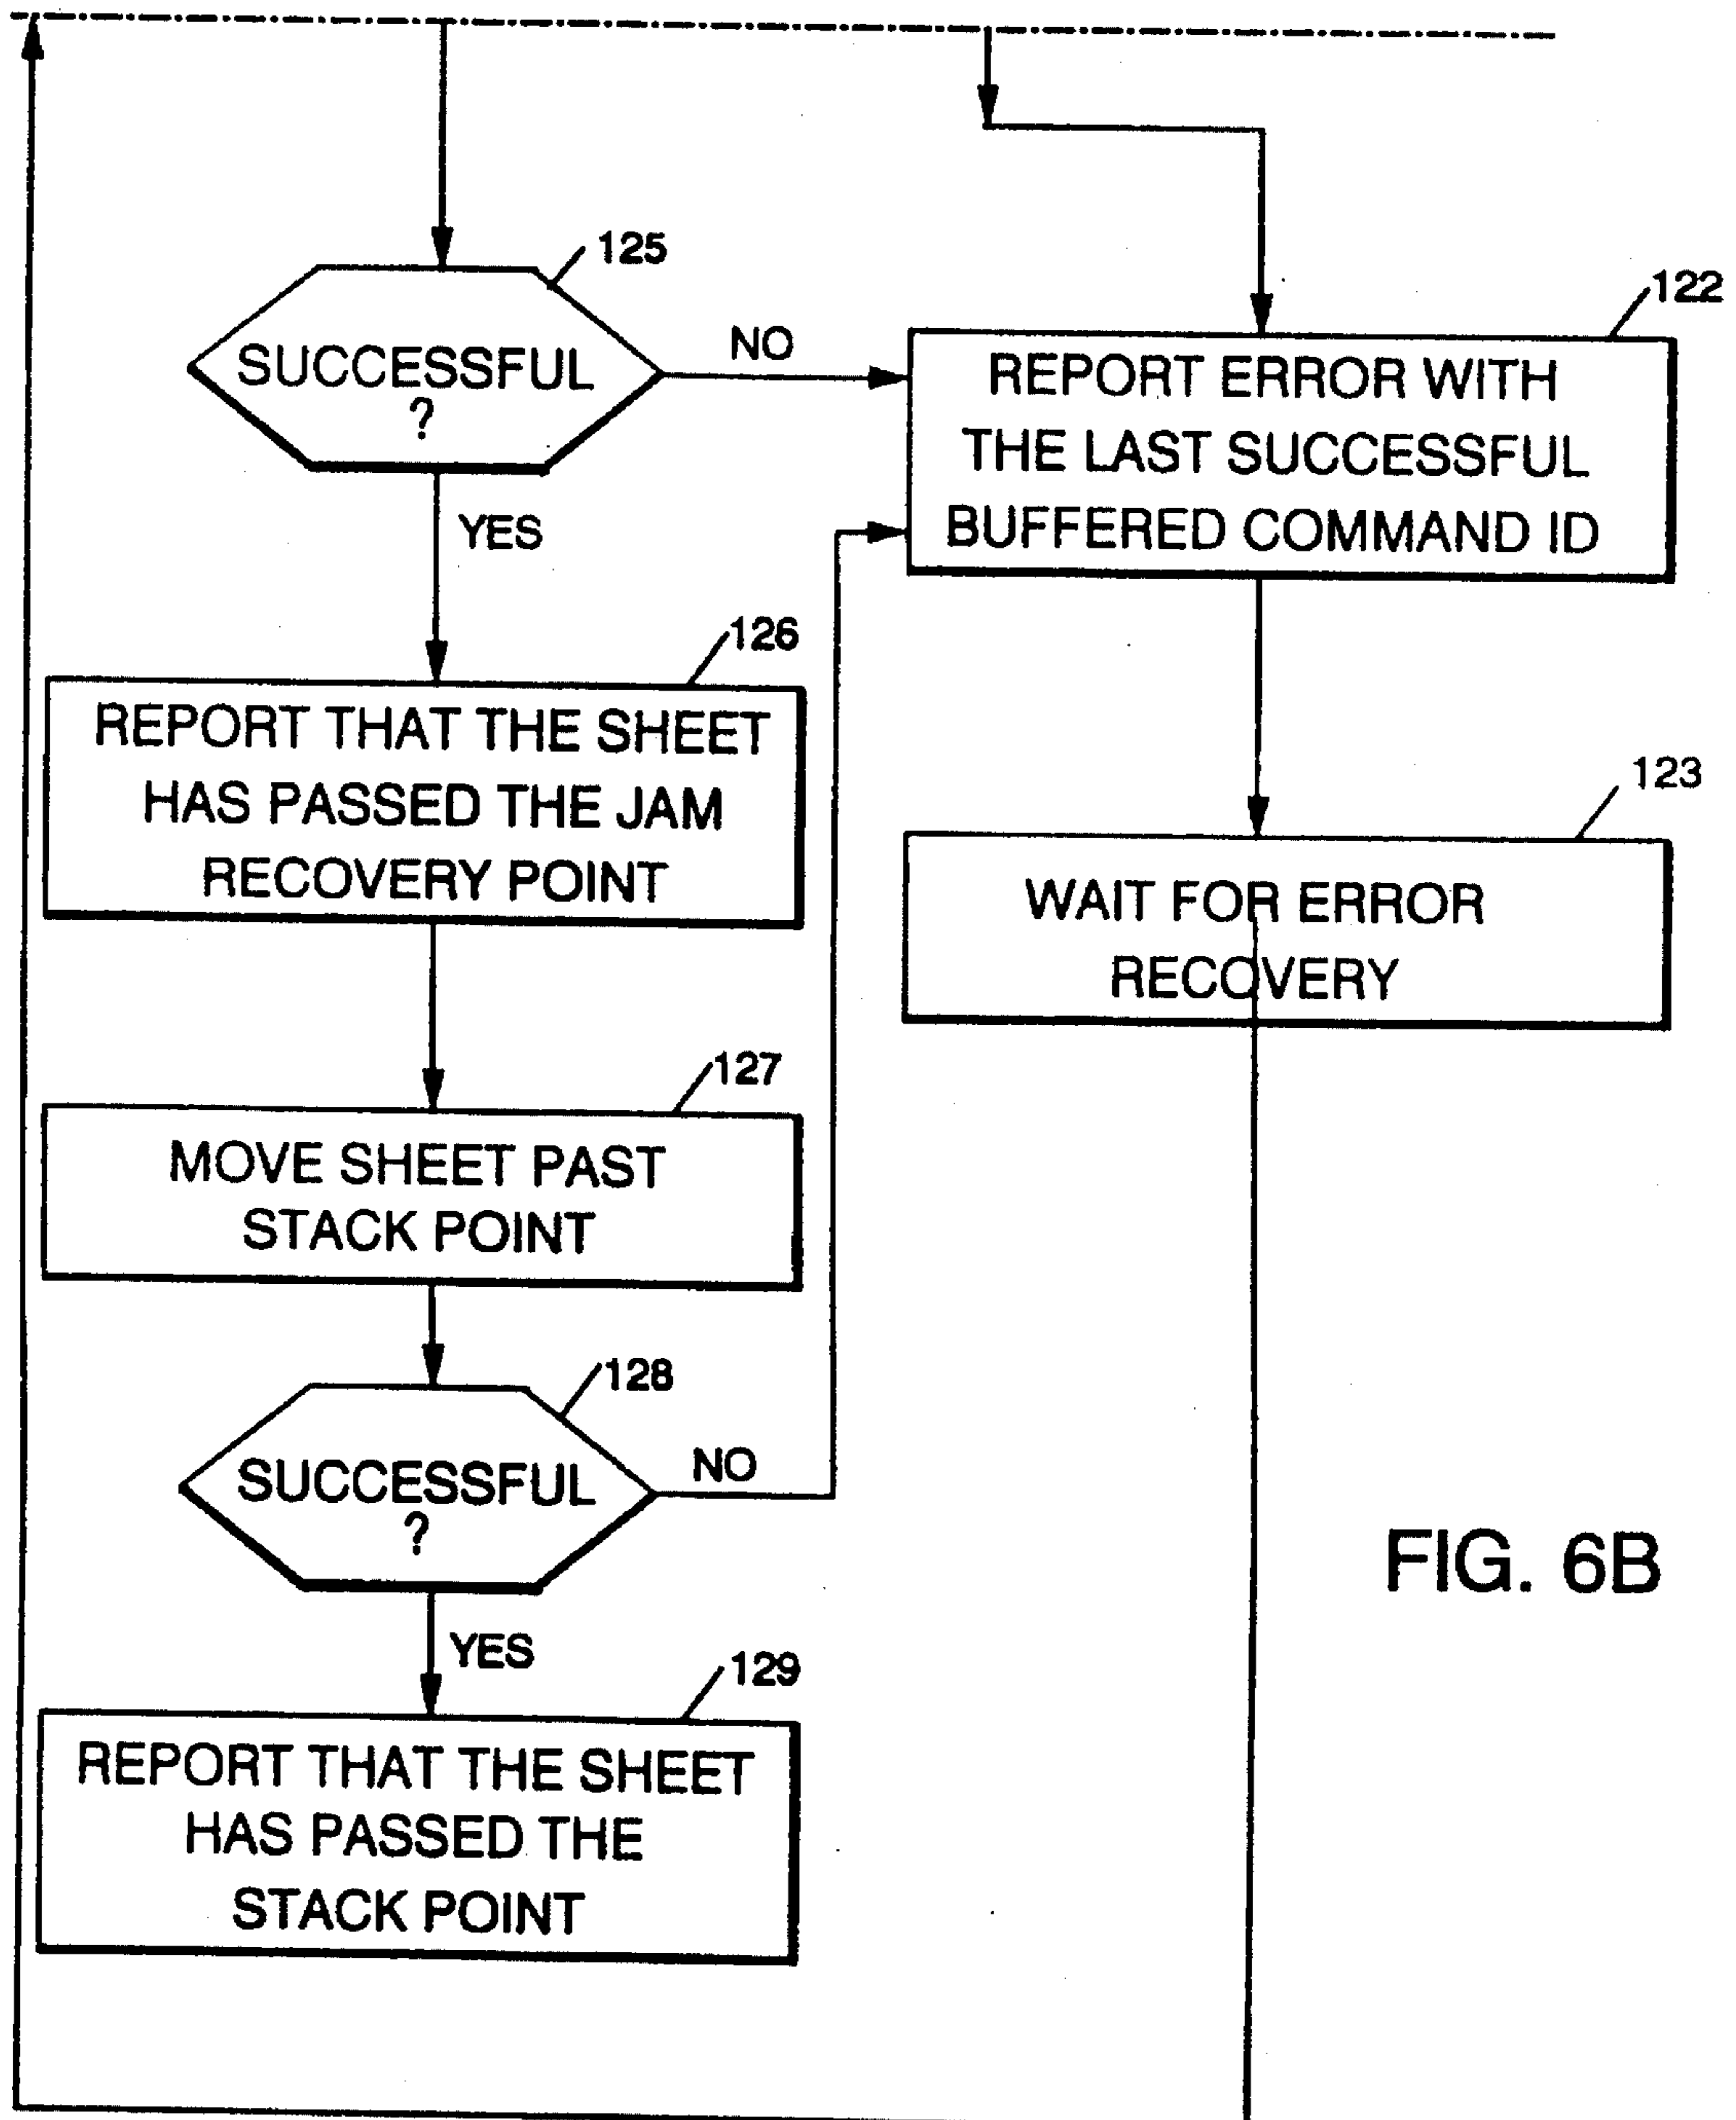 125
SUCCESSFUL
?
NO
YES
122
REPORT ERROR WITH
THE LAST SUCCESSFUL
BUFFERED COMMAND ID
126
REPORT THAT THE SHEET
HAS PASSED THE JAM
RECOVERY POINT
123
WAIT FOR ERROR
RECOVERY
127
MOVE SHEET PAST
STACK POINT
128
SUCCESSFUL
?
NO
YES
129
REPORT THAT THE SHEET
HAS PASSED THE
STACK POINT
FIG. 6B